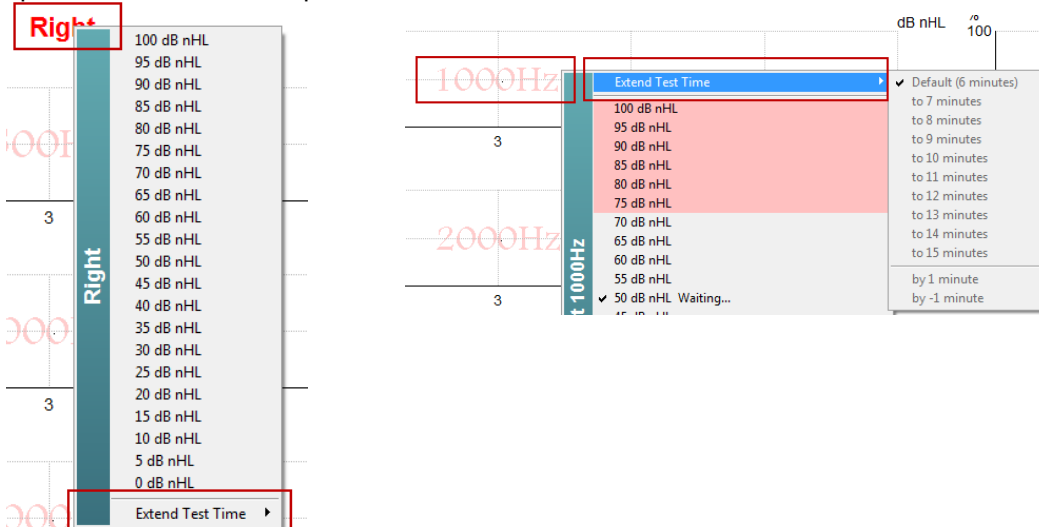 Right
100 dB nHL
95 dB nHL
90 dB nHL
85 dB nHL
80 dB nHL
75 dB nHL
70 dB nHL
65 dB nHL
60 dB nHL
55 dB nHL
50 dB nHL
45 dB nHL
40 dB nHL
35 dB nHL
30 dB nHL
25 dB nHL
20 dB nHL
15 dB nHL
10 dB nHL
5 dB nHL
0 dB nHL
Extend Test Time
Right
3
3
dB nHL
100
1000Hz
3
2000Hz
3
1000Hz
Extend Test Time
100 dB nHL
95 dB nHL
90 dB nHL
85 dB nHL
80 dB nHL
75 dB nHL
70 dB nHL
65 dB nHL
60 dB nHL
55 dB nHL
50 dB nHL Waiting...
Default (6 minutes)
to 7 minutes
to 8 minutes
to 9 minutes
to 10 minutes
to 11 minutes
to 12 minutes
to 13 minutes
to 14 minutes
to 15 minutes
by 1 minute
by -1 minute